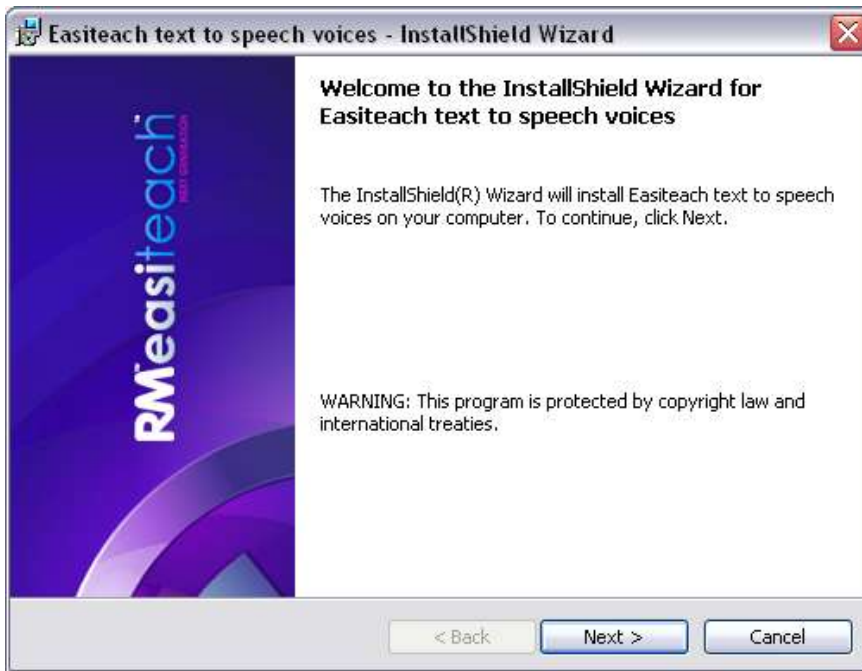 Easiteach text to speech voices - InstallShield Wizard
RM easiteach
NEXT GENERATION
Welcome to the InstallShield Wizard for
Easiteach text to speech voices
The InstallShield(R) Wizard will install Easiteach text to speech
voices on your computer. To continue, click Next.
WARNING: This program is protected by copyright law and
international treaties.
< Back
Next >
Cancel